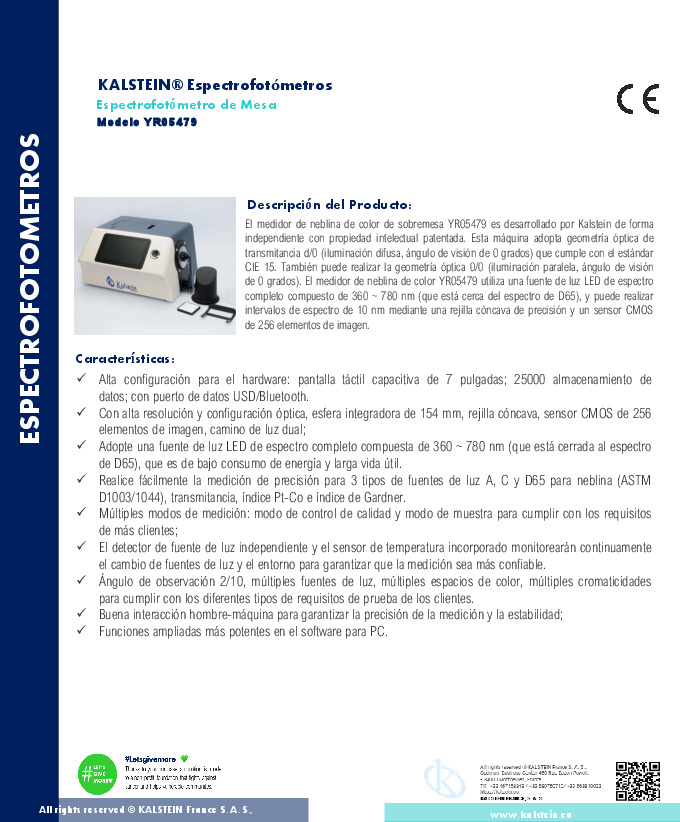 ESPECTROFOTOMETROS
KALSTEIN® Espectrofotómetros
Espectrofotómetro de Mesa
Modelo YR05479
CE
Descripción del Producto:
El medidor de neblina de color de sobremesa YR05479 es desarrollado por Kalstein de forma
independiente con propiedad intelectual patentada. Esta máquina adopta geometría óptica de
transmitancia d/0 (iluminación difusa, ángulo de visión de 0 grados) que cumple con el estándar
CIE 15. También puede realizar la geometría óptica 0/0 (iluminación paralela, ángulo de visión
de 0 grados). El medidor de neblina de color YR05479 utiliza una fuente de luz LED de espectro
completo compuesto de 360 ~ 780 nm (que está cerca del espectro de D65), y puede realizar
intervalos de espectro de 10 nm mediante una rejilla cóncava de precisión y un sensor CMOS
de 256 elementos de imagen.
Kalstein
Características:
✓ Alta configuración para el hardware: pantalla táctil capacitiva de 7 pulgadas; 25000 almacenamiento de
datos; con puerto de datos USD/Bluetooth.
✓ Con alta resolución y configuración óptica, esfera integradora de 154 mm, rejilla cóncava, sensor CMOS de 256
elementos de imagen, camino de luz dual;
✓ Adopte una fuente de luz LED de espectro completo compuesta de 360 ~ 780 nm (que está cerrada al espectro
de D65), que es de bajo consumo de energía y larga vida útil.
✓ Realice fácilmente la medición de precisión para 3 tipos de fuentes de luz A, C y D65 para neblina (ASTM
D1003/1044), transmitancia, índice Pt-Co e índice de Gardner.
✓ Múltiples modos de medición: modo de control de calidad y modo de muestra para cumplir con los requisitos
de más clientes;
✓ El detector de fuente de luz independiente y el sensor de temperatura incorporado monitorearán continuamente
el cambio de fuentes de luz y el entorno para garantizar que la medición sea más confiable.
✓ Ángulo de observación 2/10, múltiples fuentes de luz, múltiples espacios de color, múltiples cromaticidades
para cumplir con los diferentes tipos de requisitos de prueba de los clientes.
✓ Buena interacción hombre-máquina para garantizar la precisión de la medición y la estabilidad;
✓ Funciones ampliadas más potentes en el software para PC.
# LET'S
GIVE
MORE
#Letsgivemore
All rights reserved © KALSTEIN France S. A. S.,
KALSTEIN FRANCE, S. A. S
All rights reserved © KALSTEIN France S. A. S.,